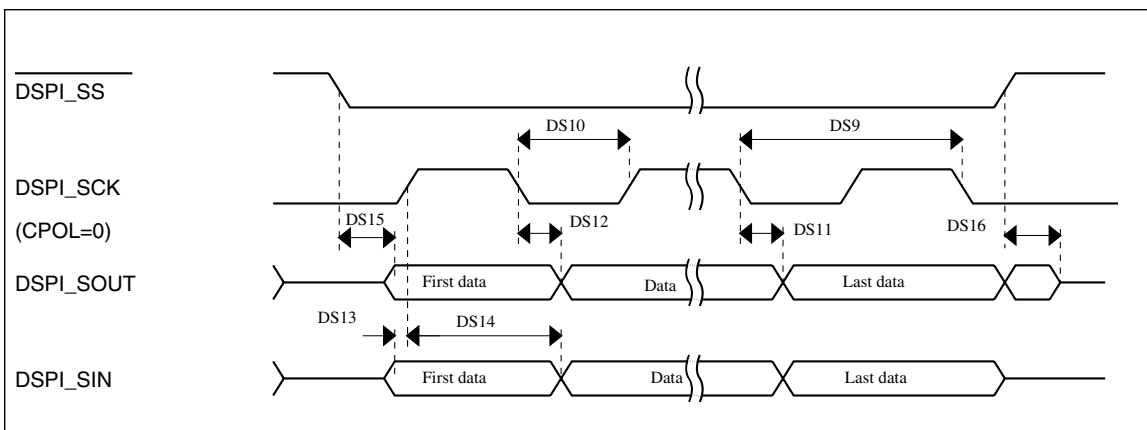 DSPI_SS
DS10
DS9
DSPI_SCK
DS15
DS12
DS11
DS16
(CPOL=0)
DSPI_SOUT
First data
Data
Last data
DS13
DS14
DSPI_SIN
First data
Data
Last data